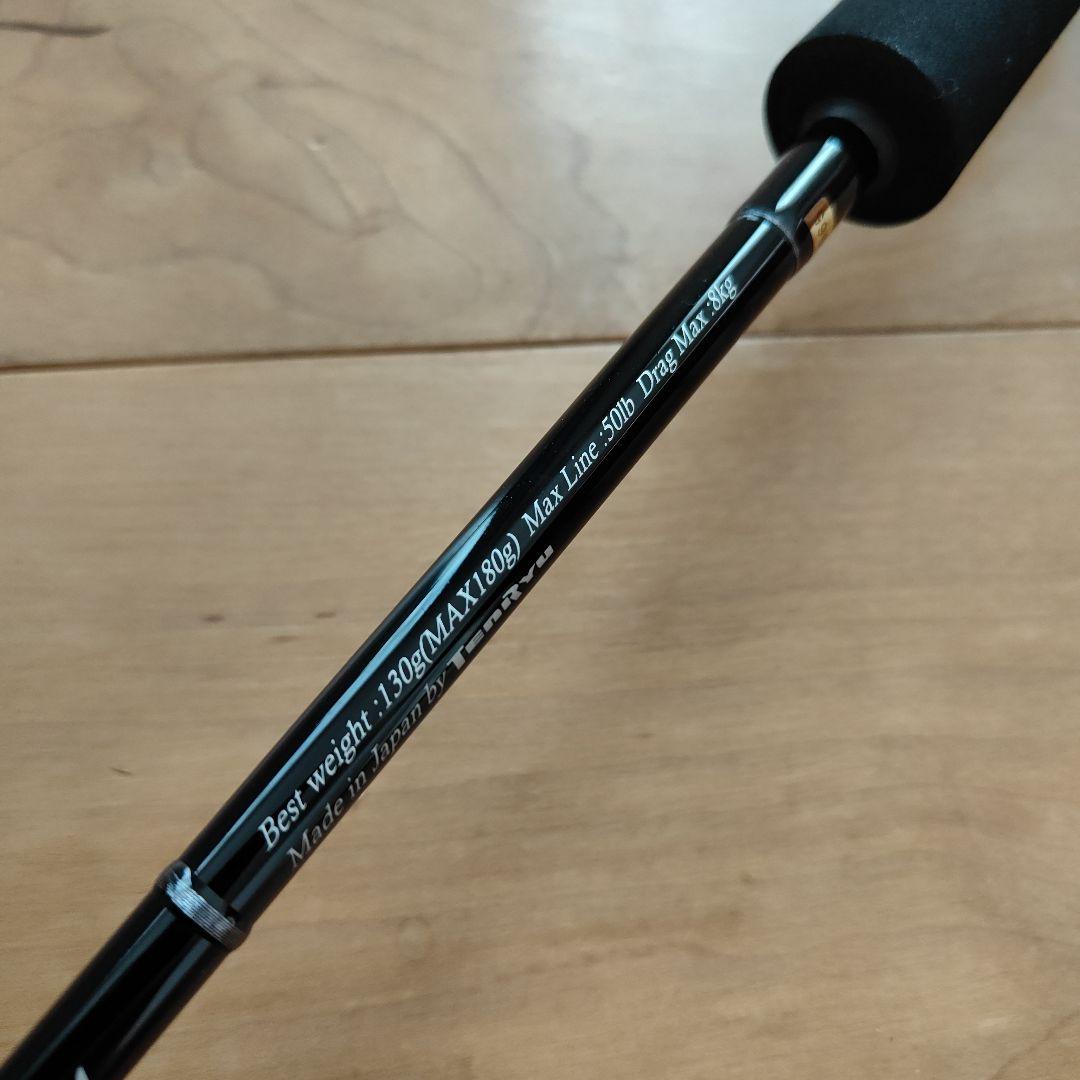 Best weight :130g(MAX180g) Max Line :50lb Drag Max :8kg
Made in Japan by TENRYU